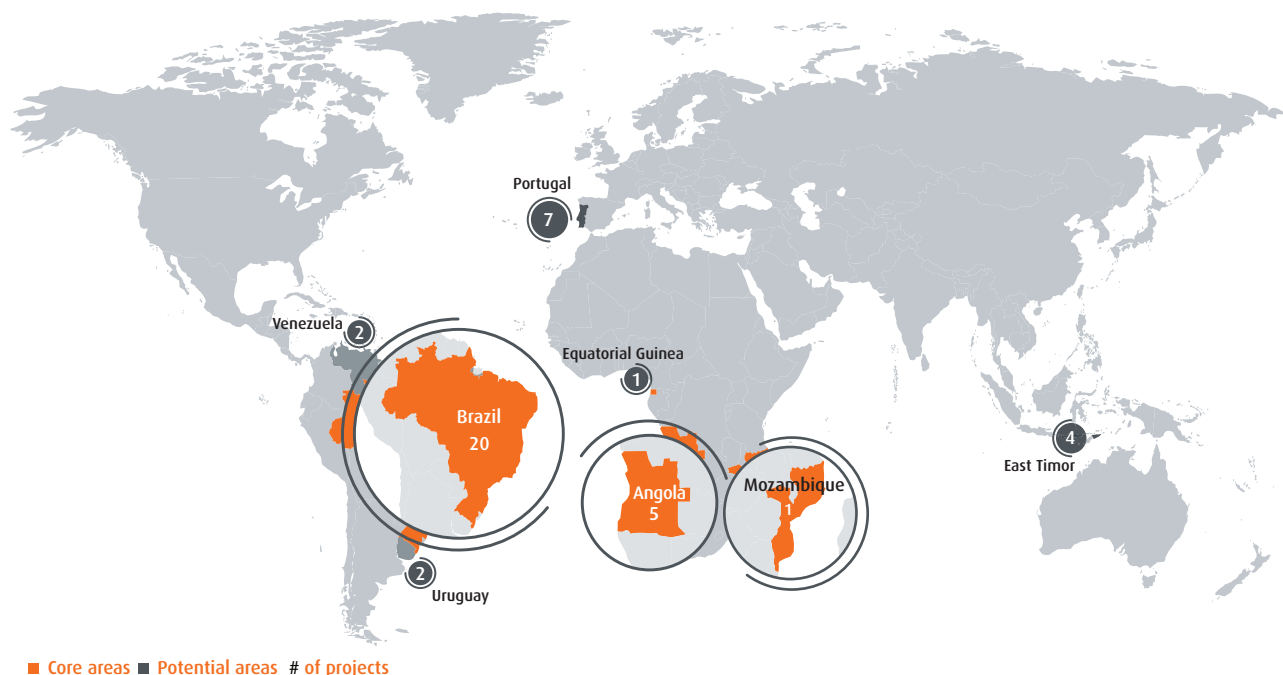 Portugal
7
Venezuela
2
Equatorial Guinea
1
Brazil
20
4
East Timor
Angola
5
Mozambique
1
2
Uruguay
Core areas Potential areas # of projects